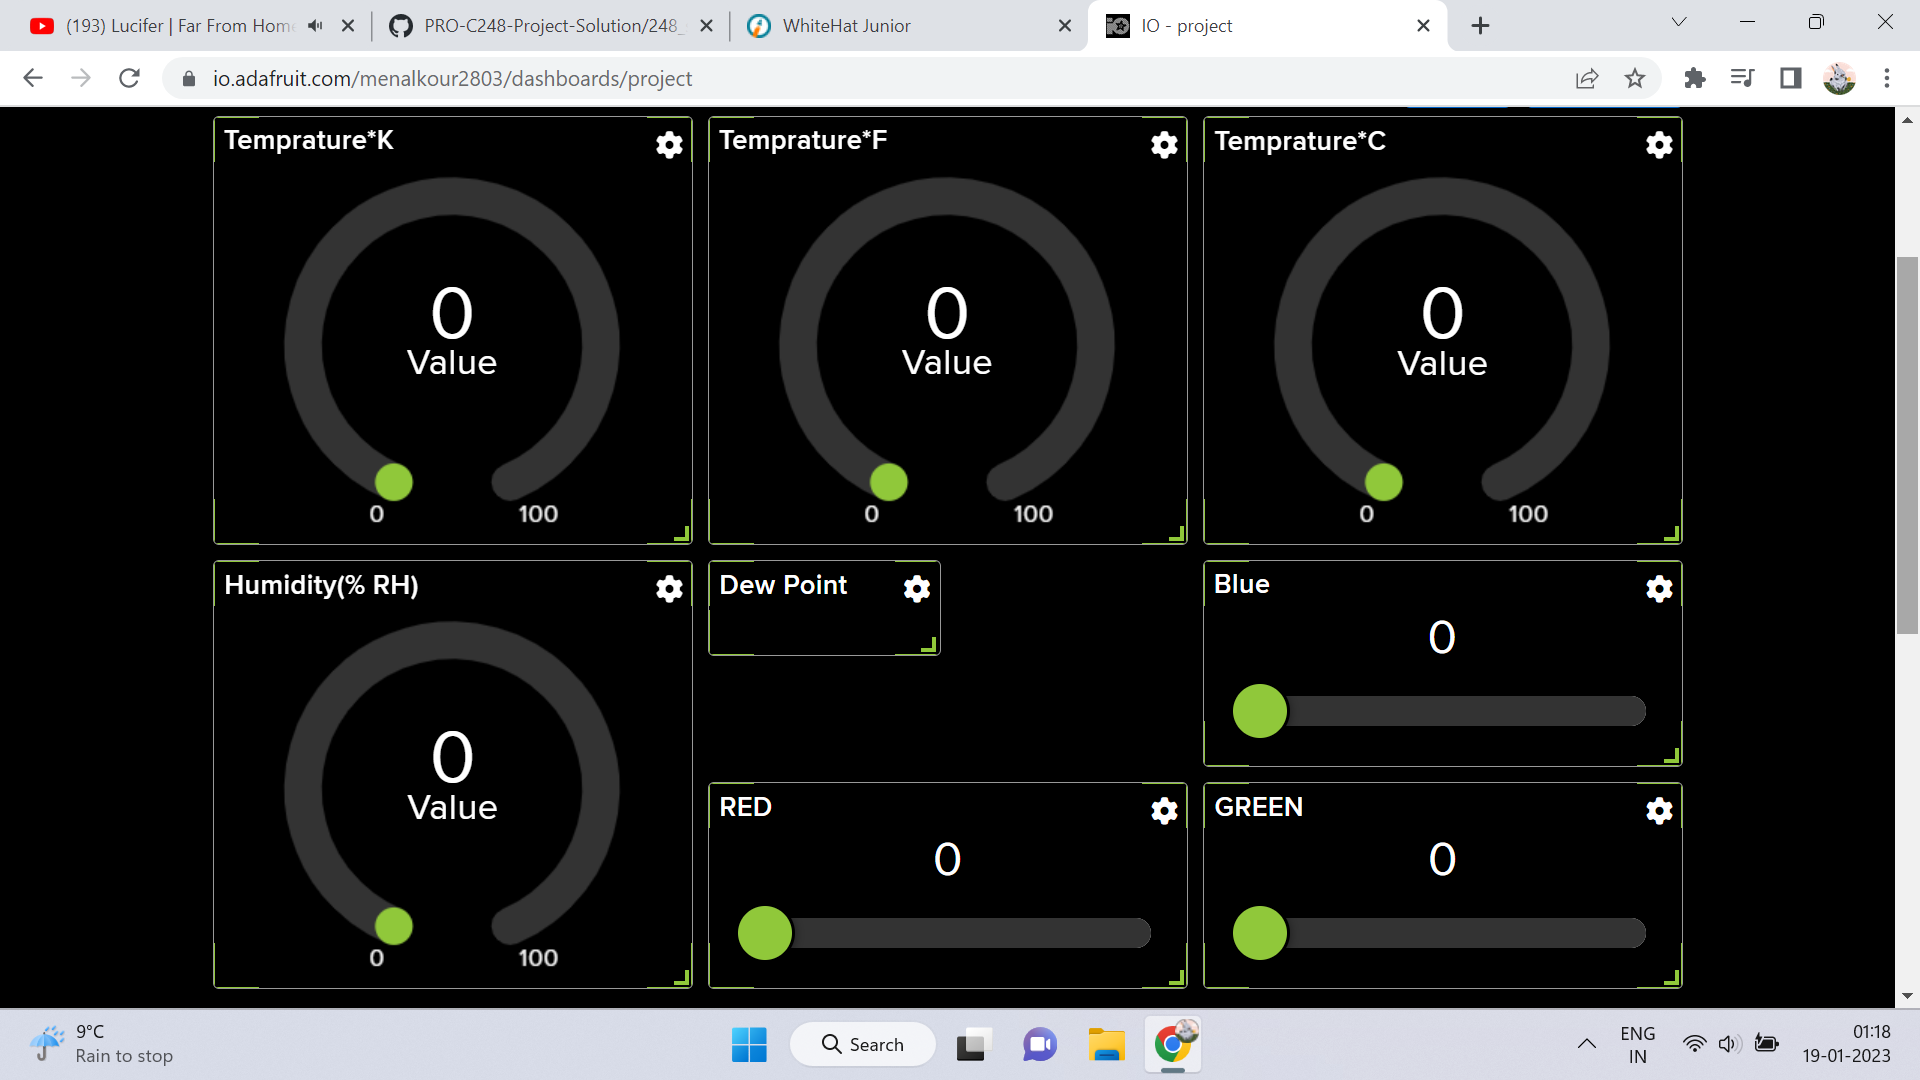 (193) Lucifer | Far From Home
PRO-C248-Project-Solution/248_
WhiteHat Junior
IO - project
io.adafruit.com/menalkour2803/dashboards/project
Temprature*K
Temprature*F
Temprature*C
0
Value
0
Value
0
Value
0
100
0
100
0
100
Humidity(% RH)
Dew Point
Blue
0
0
Value
RED
GREEN
0
0
0
100
9°C
Rain to stop
Search
ENG
IN
01:18
19-01-2023